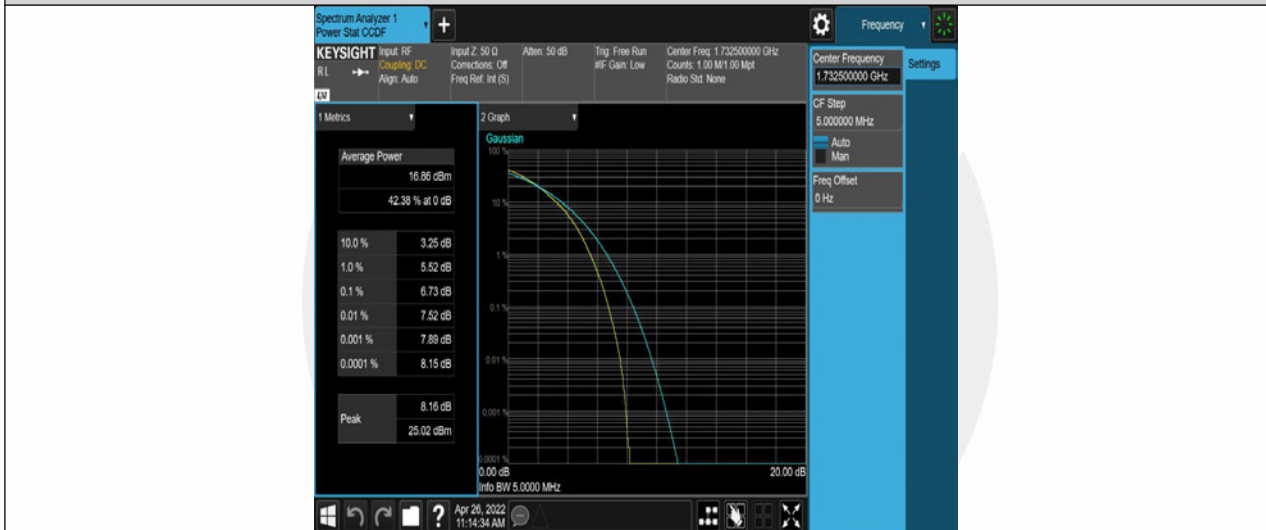 Spectrum Analyzer 1
Power Stat CCDF
Frequency
KEYSIGHT
RL
Input: RF
Coupling: DC
Align: Auto
Input Z: 50 Ω
Corrections: Off
Freq Ref: Int (S)
Atten: 50 dB
Trig: Free Run
#IF Gain: Low
Center Freq: 1.732500000 GHz
Counts: 1.00 M/1.00 Mpt
Radio Std: None
1 Metrics
Average Power
16.86 dBm
42.38 % at 0 dB
10.0 % 3.25 dB
1.0 % 5.52 dB
0.1 % 6.73 dB
0.01 % 7.52 dB
0.001 % 7.89 dB
0.0001 % 8.15 dB
Peak
8.16 dB
25.02 dBm
2 Graph
Gaussian
100 %
10 %
1 %
0.1 %
0.01 %
0.001 %
0.0001 %
0.00 dB 20.00 dB
Info BW 5.0000 MHz
Center Frequency
1.732500000 GHz
Settings
CF Step
5.000000 MHz
Auto
Man
Freq Offset
0 Hz
?
Apr 26, 2022
11:14:34 AM